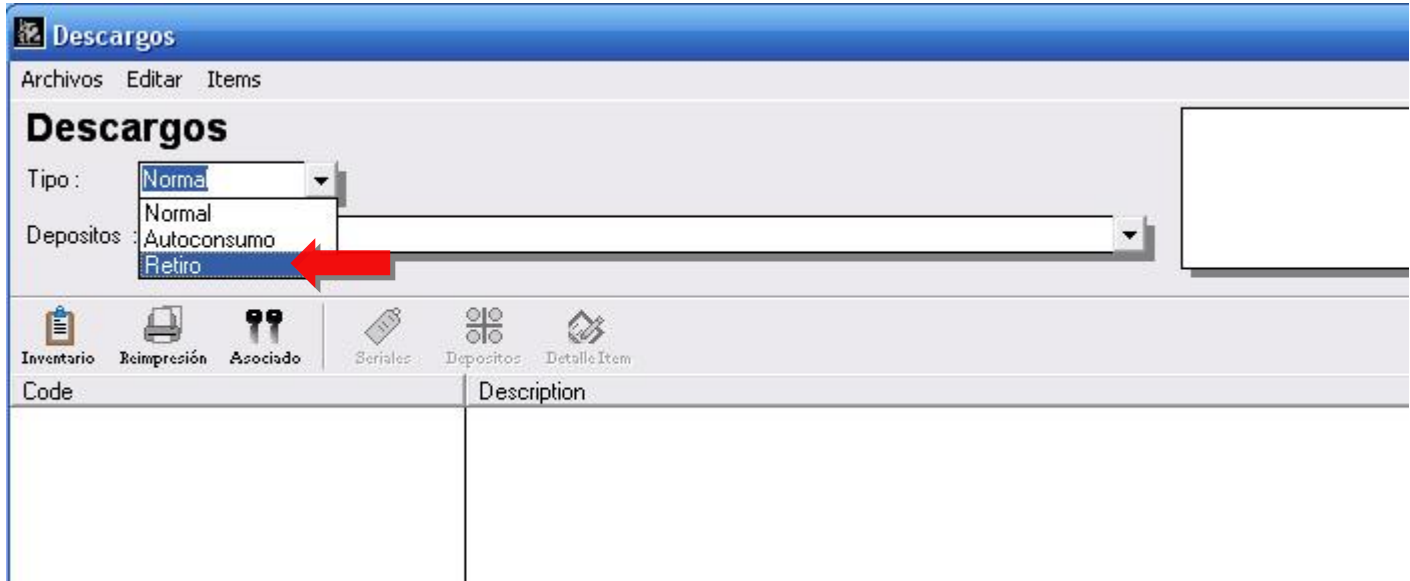 Descargos
Archivos Editar Items
Descargos
Tipo : Normal
Normal
Depositos : Autoconsumo
Retiro
Inventario Reimpresión Asociado Seriales Depositos Detalle Item
Code Description